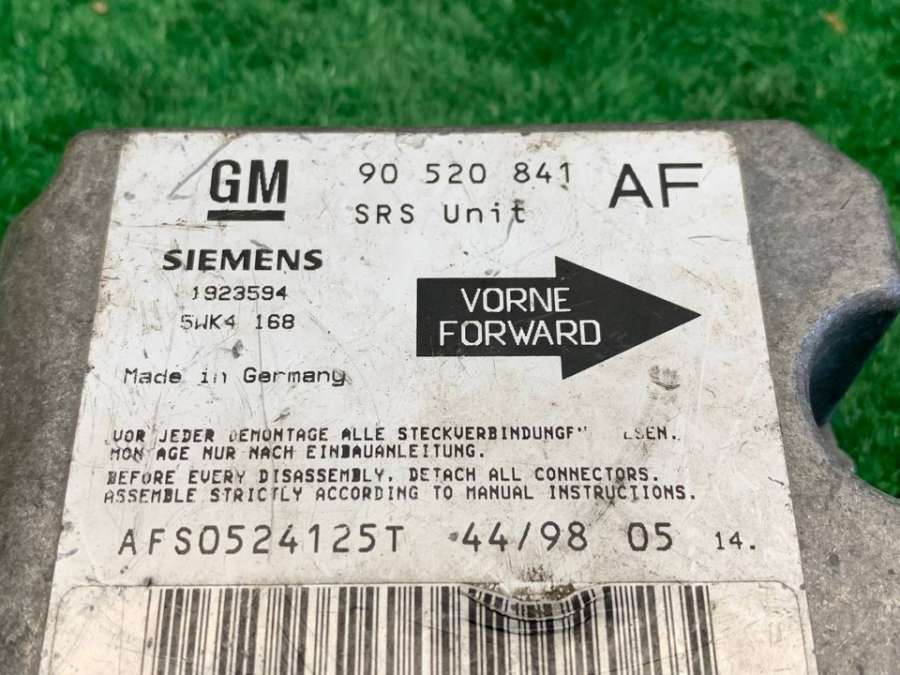 GM 90 520 841 AF
SRS Unit
SIEMENS
1923594
5WK4 168
VORNE
FORWARD
Made in Germany
VOR JEDER DEMONTAGE ALLE
MONTAGE NUR NACH EINBAUANLEITUNG.
BEFORE EVERY DISASSEMBLY, DETACH ALL CONNECTORS.
ASSEMBLE STRICTLY ACCORDING TO MANUAL INSTRUCTIONS.
AFS0524125T 44/98 05 14.